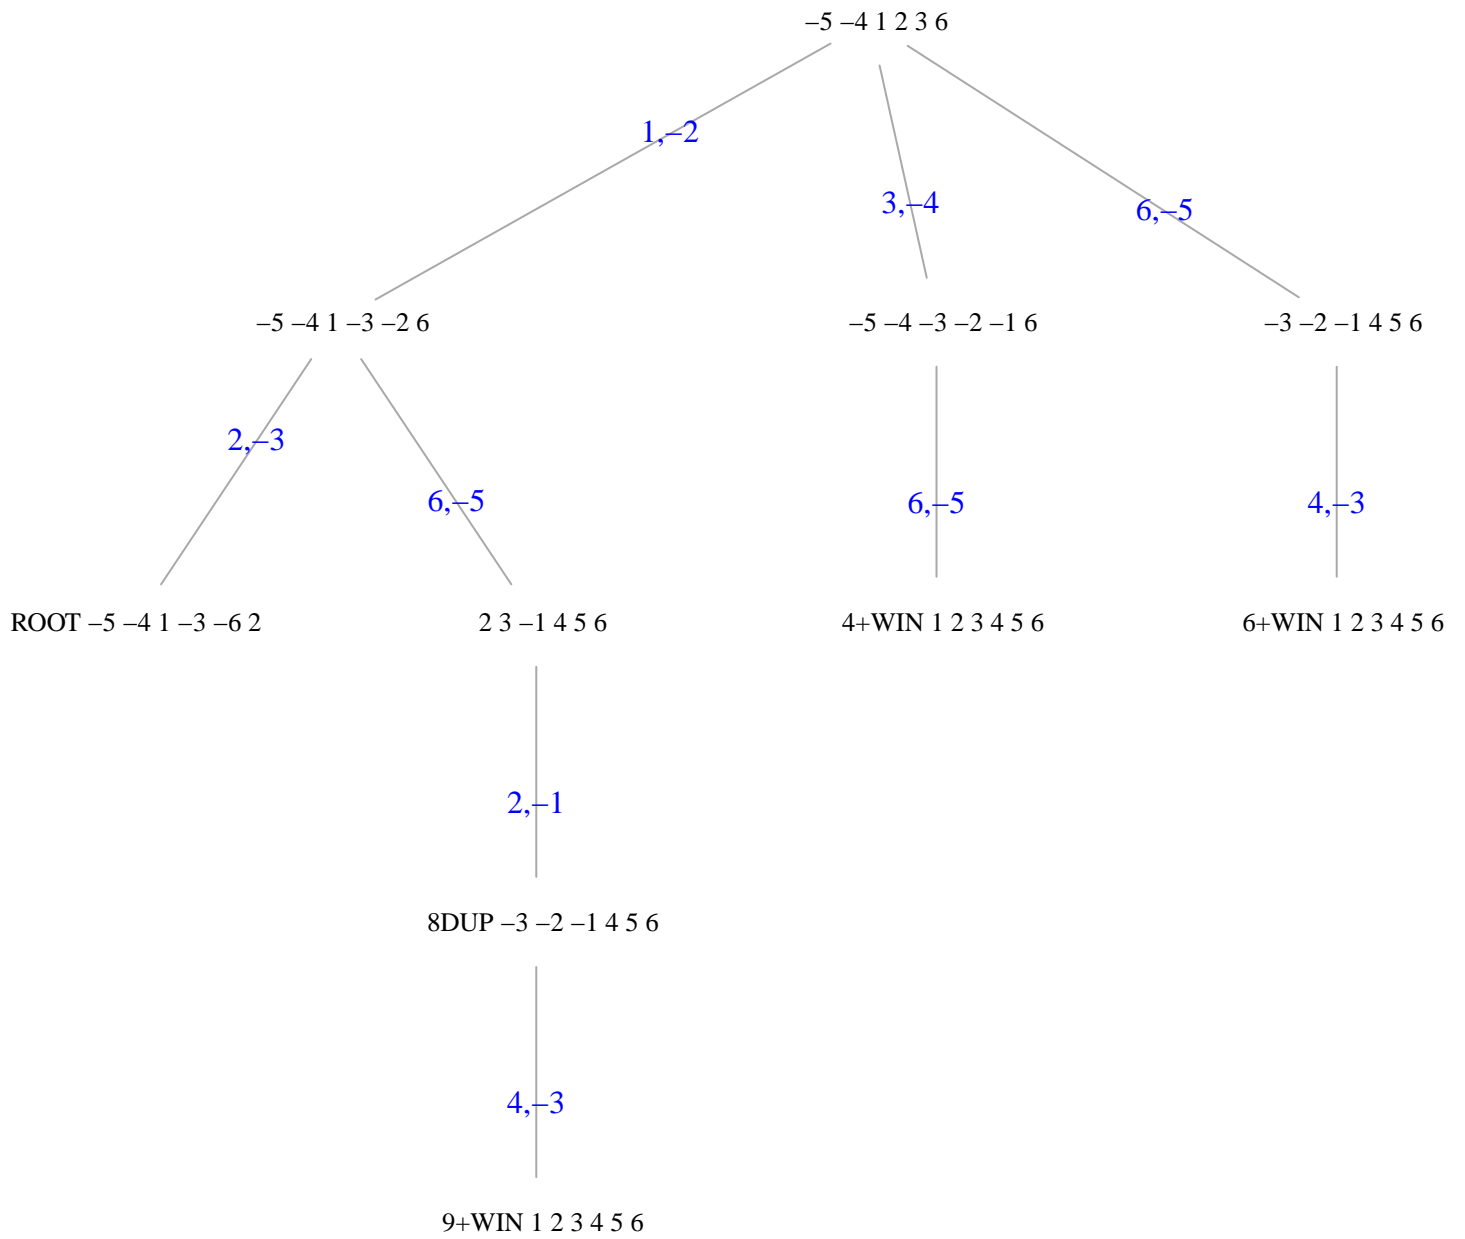 –5 –4 1 2 3 6
1,–2
3,–4
6,–5
–5 –4 1 –3 –2 6
–5 –4 –3 –2 –1 6
–3 –2 –1 4 5 6
2,–3
6,–5
6,–5
4,–3
ROOT –5 –4 1 –3 –6 2
2 3 –1 4 5 6
4+WIN 1 2 3 4 5 6
6+WIN 1 2 3 4 5 6
2,–1
8DUP –3 –2 –1 4 5 6
4,–3
9+WIN 1 2 3 4 5 6